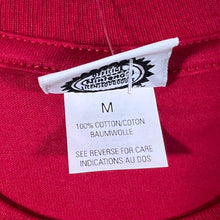 M
100% COTTON/COTON
BAUMWOLLE
SEE REVERSE FOR CARE
INDICATIONS AU DOS